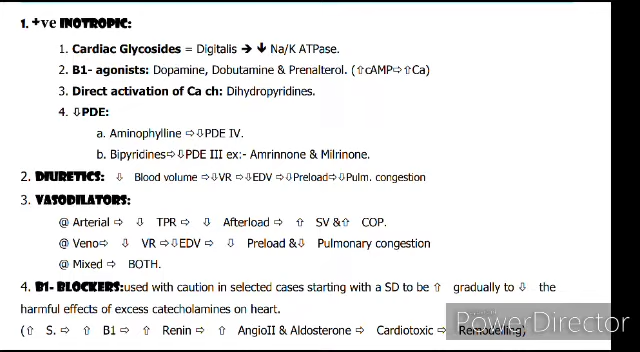 1. +ve INOTROPIC:
1. Cardiac Glycosides = Digitalis → ↓ Na/K ATPase.
2. B1- agonists: Dopamine, Dobutamine & Prenalterol. (⇧cAMP⇨⇧Ca)
3. Direct activation of Ca ch: Dihydropyridines.
4. ⇩PDE:
a. Aminophylline ⇨⇩PDE IV.
b. Bipyridines⇨⇩PDE III ex:- Amrinnone & Milrinone.
2. DIURETICS: ⇩ Blood volume ⇨⇩VR ⇨⇩EDV ⇨⇩Preload⇨⇩Pulm. congestion
3. VASODILATORS:
@ Arterial ⇨ ⇩ TPR ⇨ ⇩ Afterload ⇨ ⇧ SV &⇧ COP.
@ Veno⇨ ⇩ VR ⇨⇩EDV ⇨ ⇩ Preload &⇩ Pulmonary congestion
@ Mixed ⇨ BOTH.
4. B1- BLOCKERS:used with caution in selected cases starting with a SD to be ⇧ gradually to ⇩ the
harmful effects of excess catecholamines on heart.
(⇧ S. ⇨ ⇧ B1 ⇨ ⇧ Renin ⇨ ⇧ AngioII & Aldosterone ⇨ Cardiotoxic ⇨ Remodelling)
PowerDirector